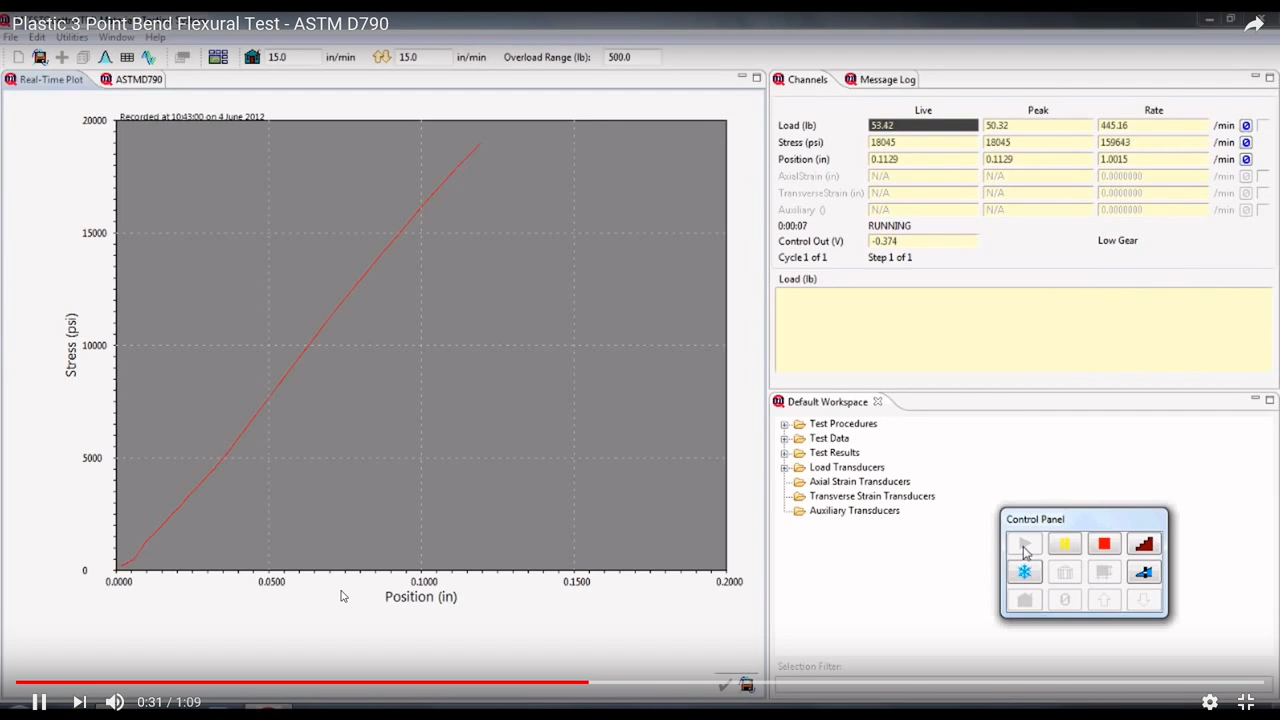 Plastic 3 Point Bend Flexural Test - ASTM D790
File Edit Utilities Window Help
15.0 in/min 15.0 in/min Overload Range (lb): 500.0
Real-Time Plot ASTMD790
Recorded at 10:43:00 on 4 June 2012
20000
15000
10000
5000
0
Stress (psi)
0.0000 0.0500 0.1000 0.1500 0.2000
Position (in)
Channels Message Log
Live Peak Rate
Load (lb) 53.42 50.32 445.16 /min
Stress (psi) 18045 18045 159643 /min
Position (in) 0.1129 0.1129 1.0015 /min
AxialStrain (in) N/A N/A 0.0000000 /min
TransverseStrain (in) N/A N/A 0.0000000 /min
Auxiliary () N/A N/A 0.0000000 /min
0:00:07 RUNNING
Control Out (V) -0.374 Low Gear
Cycle 1 of 1 Step 1 of 1
Load (lb)
Default Workspace
Test Procedures
Test Data
Test Results
Load Transducers
Axial Strain Transducers
Transverse Strain Transducers
Auxiliary Transducers
Control Panel
Selection Filter:
0:31 / 1:09